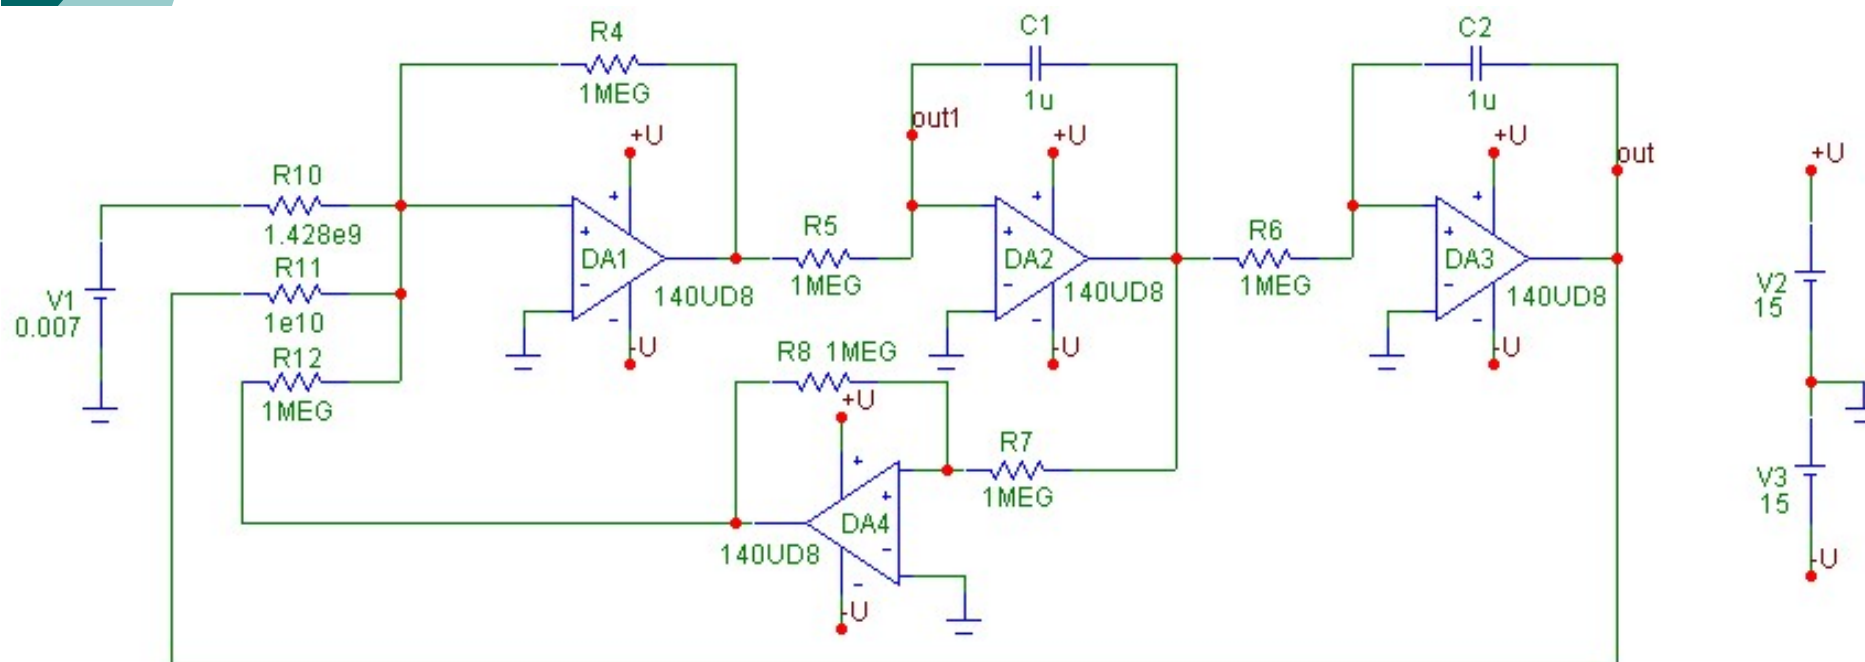 R4
1MEG
C1
1u
C2
1u
out1
+U
+U
+U
out
+U
R10
1.428e9
R11
1e10
R12
1MEG
V1
0.007
DA1
140UD8
-U
R5
1MEG
DA2
140UD8
-U
R6
1MEG
DA3
140UD8
-U
V2
15
V3
15
-U
R8 1MEG
+U
R7
1MEG
DA4
140UD8
-U